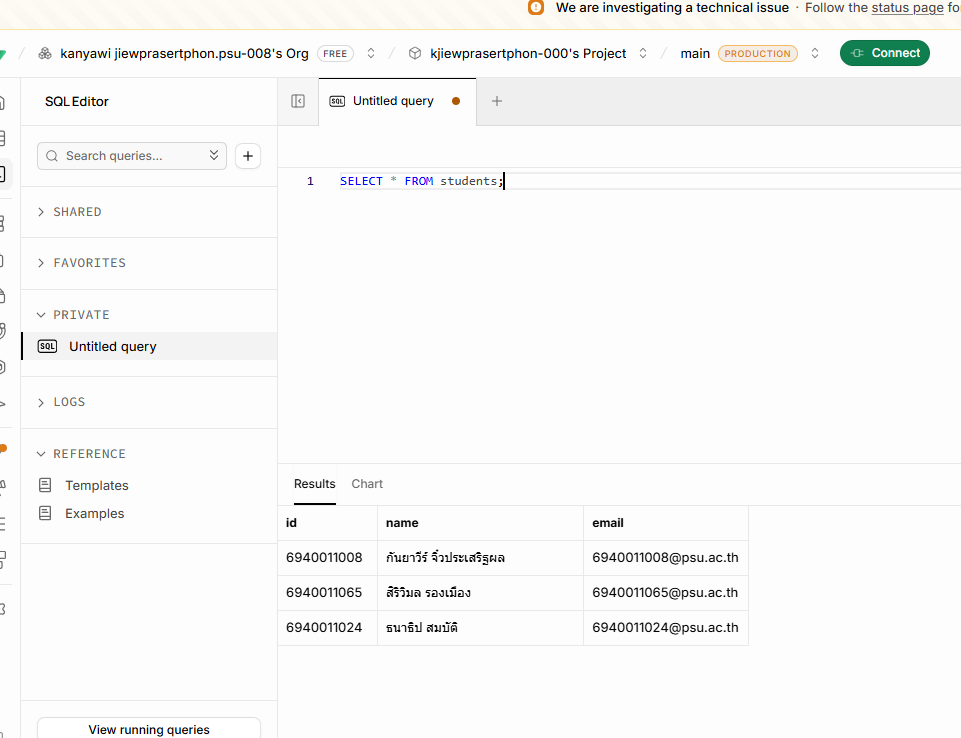 We are investigating a technical issue · Follow the status page fo
kanyawi jiewprasertphon.psu-008's Org FREE / kjiewprasertphon-000's Project / main PRODUCTION Connect
SQL Editor
Untitled query
Search queries...
1 SELECT * FROM students;
SHARED
FAVORITES
PRIVATE
SQL Untitled query
LOGS
REFERENCE
Templates
Examples
View running queries
Results Chart
id name email
6940011008 กันยาวีร์ จิ๋วประเสริฐผล 6940011008@psu.ac.th
6940011065 สิริวิมล รองเมือง 6940011065@psu.ac.th
6940011024 ธนาธิป สมบัติ 6940011024@psu.ac.th